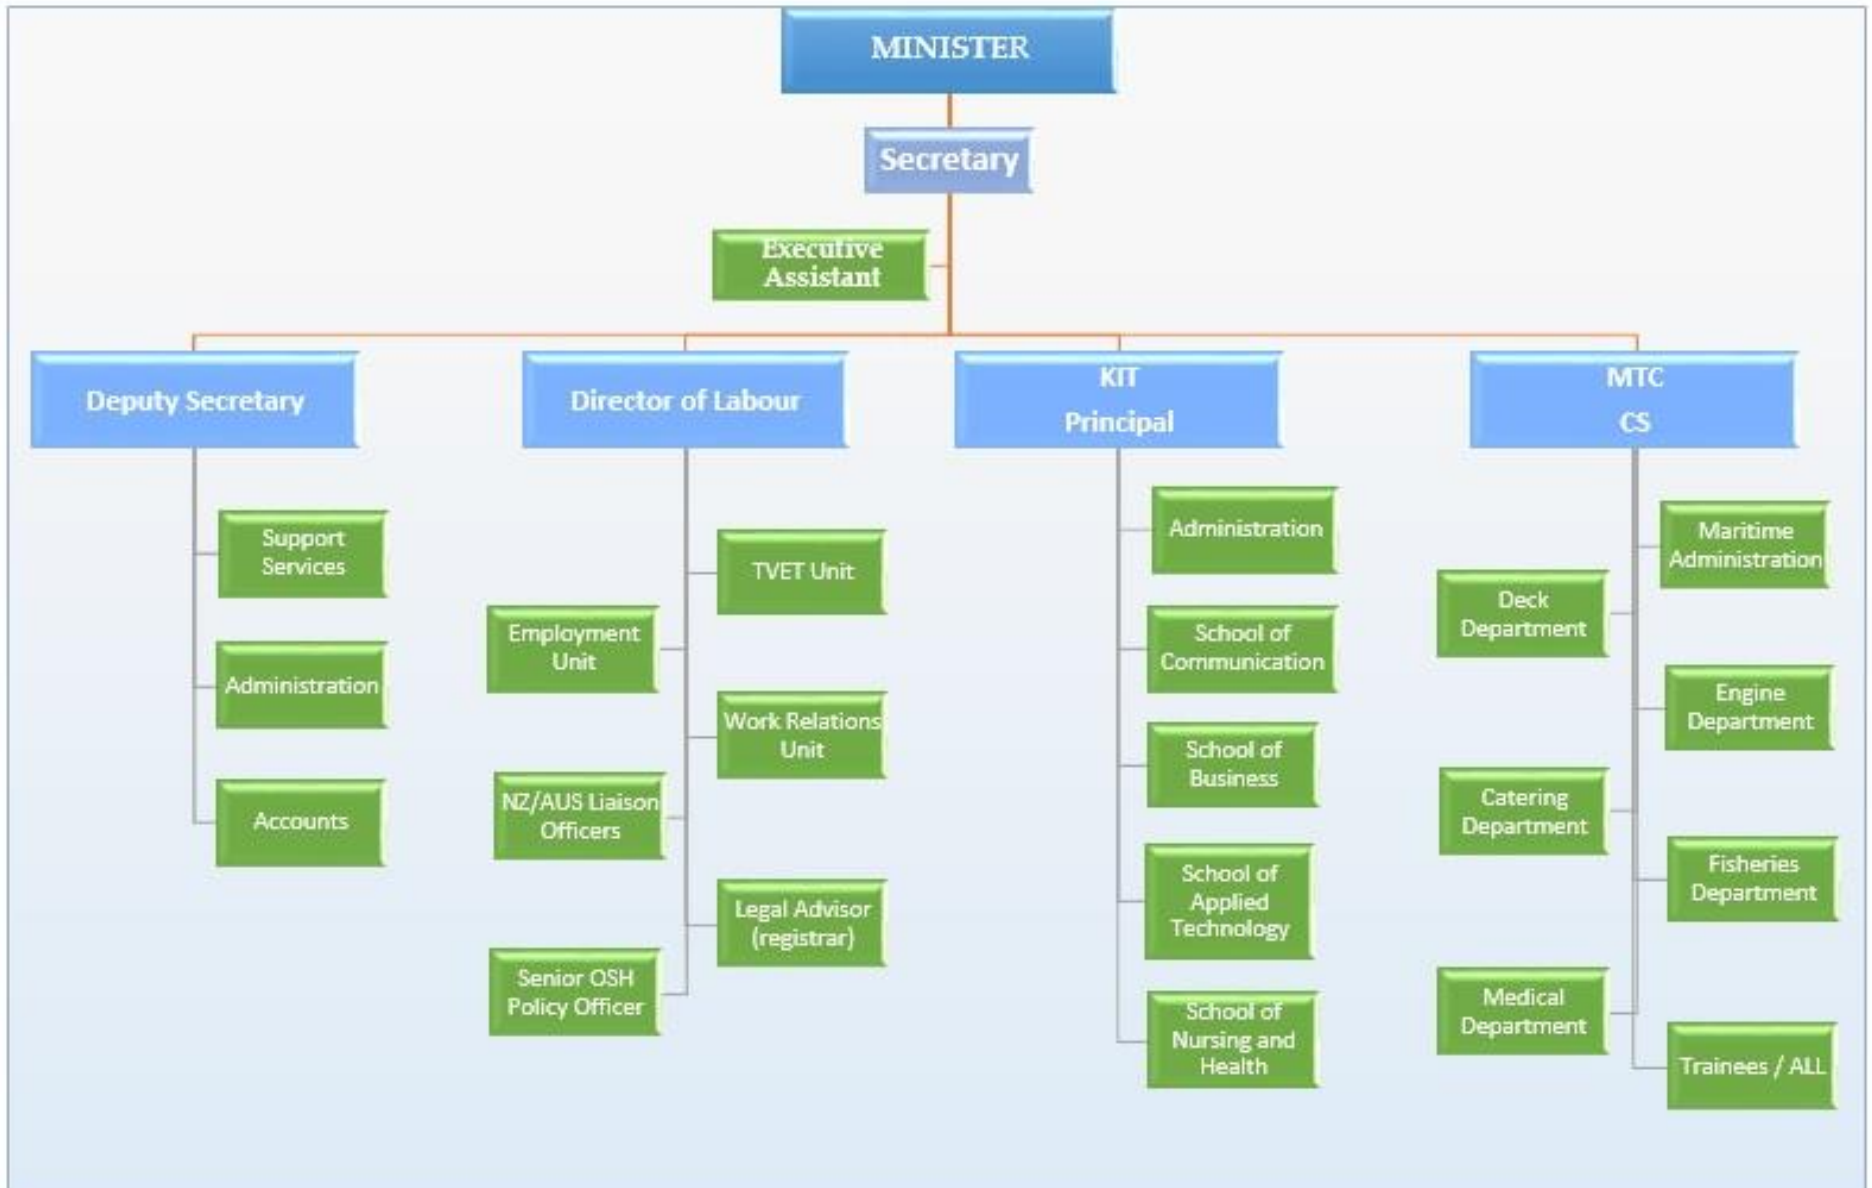 MINISTER
Secretary
Executive
Assistant
Deputy Secretary
Director of Labour
KIT
Principal
MTC
CS
Support
Services
Administration
Accounts
TVET Unit
Employment
Unit
Work Relations
Unit
NZ/AUS Liaison
Officers
Legal Advisor
(registrar)
Senior OSH
Policy Officer
Administration
School of
Communication
School of
Business
School of
Applied
Technology
School of
Nursing and
Health
Maritime
Administration
Deck
Department
Engine
Department
Catering
Department
Fisheries
Department
Medical
Department
Trainees / ALL